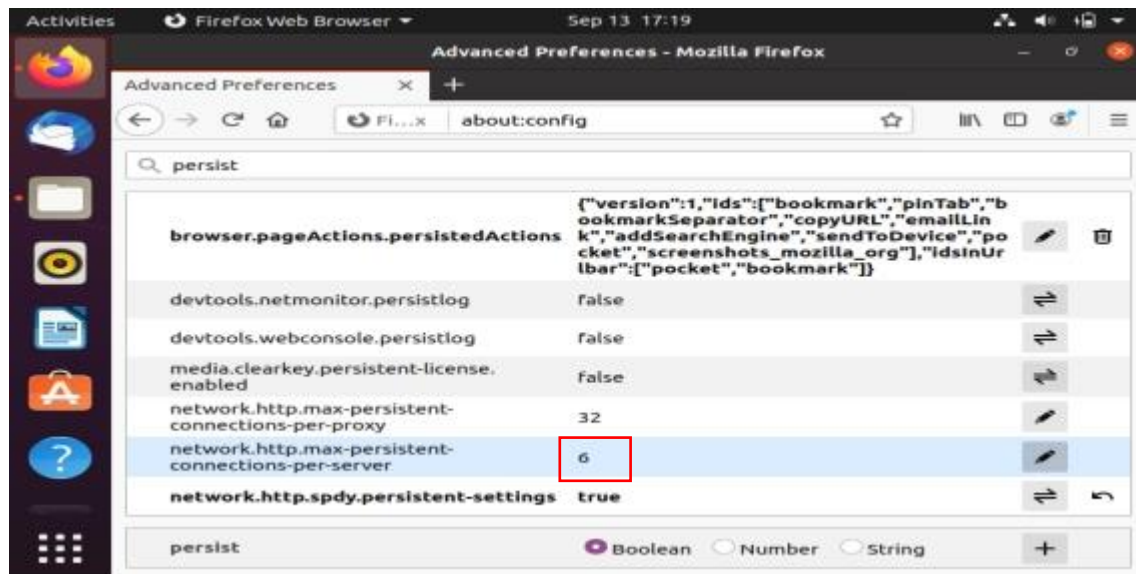 Activities Firefox Web Browser Sep 13 17:19
Advanced Preferences - Mozilla Firefox
Advanced Preferences
Fi...x about:config
persist
browser.pageActions.persistedActions
{"version":1,"ids":["bookmark","pinTab","b
ookmarkSeparator","copyURL","emailLin
k","addSearchEngine","sendToDevice","po
cket","screenshots_mozilla_org"],"idsInUr
lbar":["pocket","bookmark"]}
devtools.netmonitor.persistlog false
devtools.webconsole.persistlog false
media.clearkey.persistent-license.
enabled
false
network.http.max-persistent-
connections-per-proxy
32
network.http.max-persistent-
connections-per-server
6
network.http.spdy.persistent-settings true
persist Boolean Number String